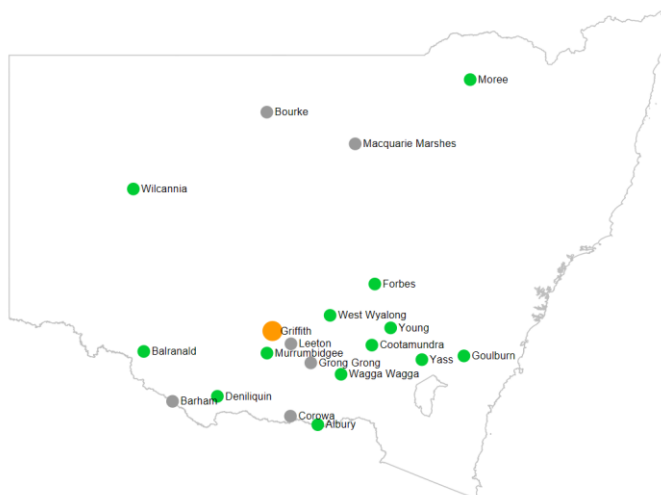 Moree
Bourke
Macquarie Marshes
Wilcannia
Forbes
West Wyalong
Griffith
Young
Leeton
Cootamundra
Balranald
Murrumbidgee
Goulburn
Grong Grong
Yass
Wagga Wagga
Deniliquin
Barham
Corowa
Albury